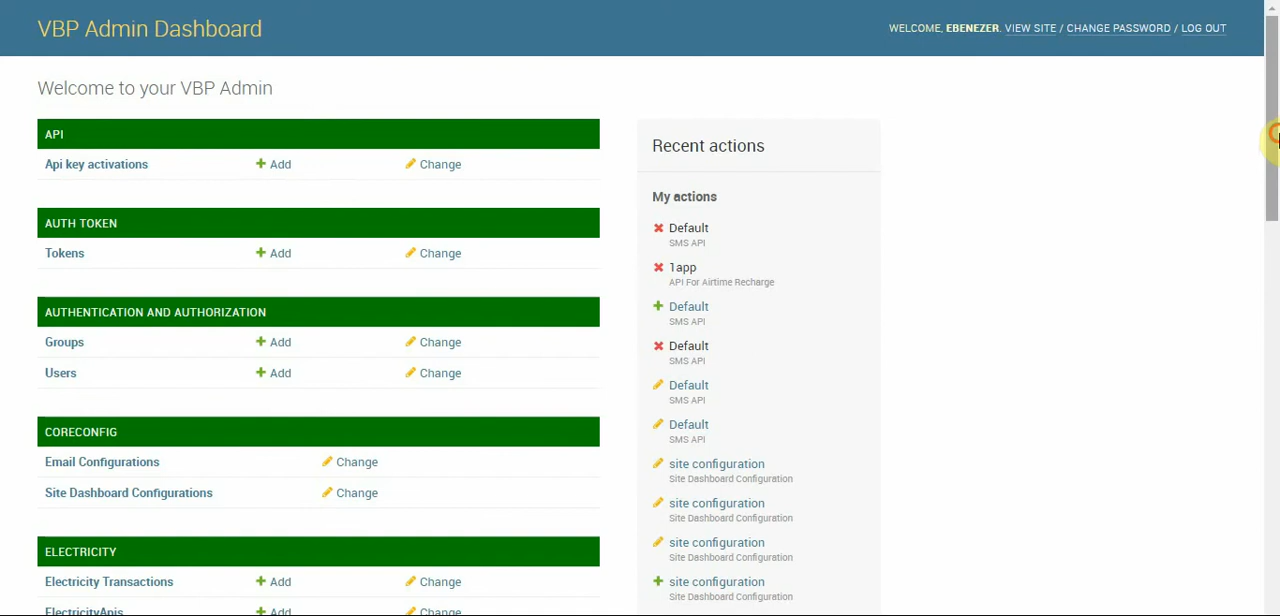 VBP Admin Dashboard
WELCOME, EBENEZER. VIEW SITE / CHANGE PASSWORD / LOG OUT
Welcome to your VBP Admin
API
Api key activations Add Change
AUTH TOKEN
Tokens Add Change
AUTHENTICATION AND AUTHORIZATION
Groups Add Change
Users Add Change
CORECONFIG
Email Configurations Change
Site Dashboard Configurations Change
ELECTRICITY
Electricity Transactions Add Change
ElectricityApis Add Change
Recent actions
My actions
Default
SMS API
1app
API For Airtime Recharge
Default
SMS API
Default
SMS API
Default
SMS API
Default
SMS API
site configuration
Site Dashboard Configuration
site configuration
Site Dashboard Configuration
site configuration
Site Dashboard Configuration
site configuration
Site Dashboard Configuration